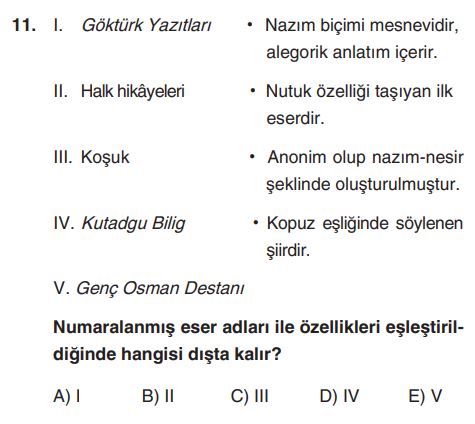 11. I. Göktürk Yazıtları • Nazım biçimi mesnevidir,
alegorik anlatım içerir.
II. Halk hikâyeleri • Nutuk özelliği taşıyan ilk
eserdir.
III. Koşuk • Anonim olup nazım-nesir
şeklinde oluşturulmuştur.
IV. Kutadgu Bilig • Kopuz eşliğinde söylenen
şiirdir.
V. Genç Osman Destanı
Numaralanmış eser adları ile özellikleri eşleştiril-
diğinde hangisi dışta kalır?
A) I B) II C) III D) IV E) V